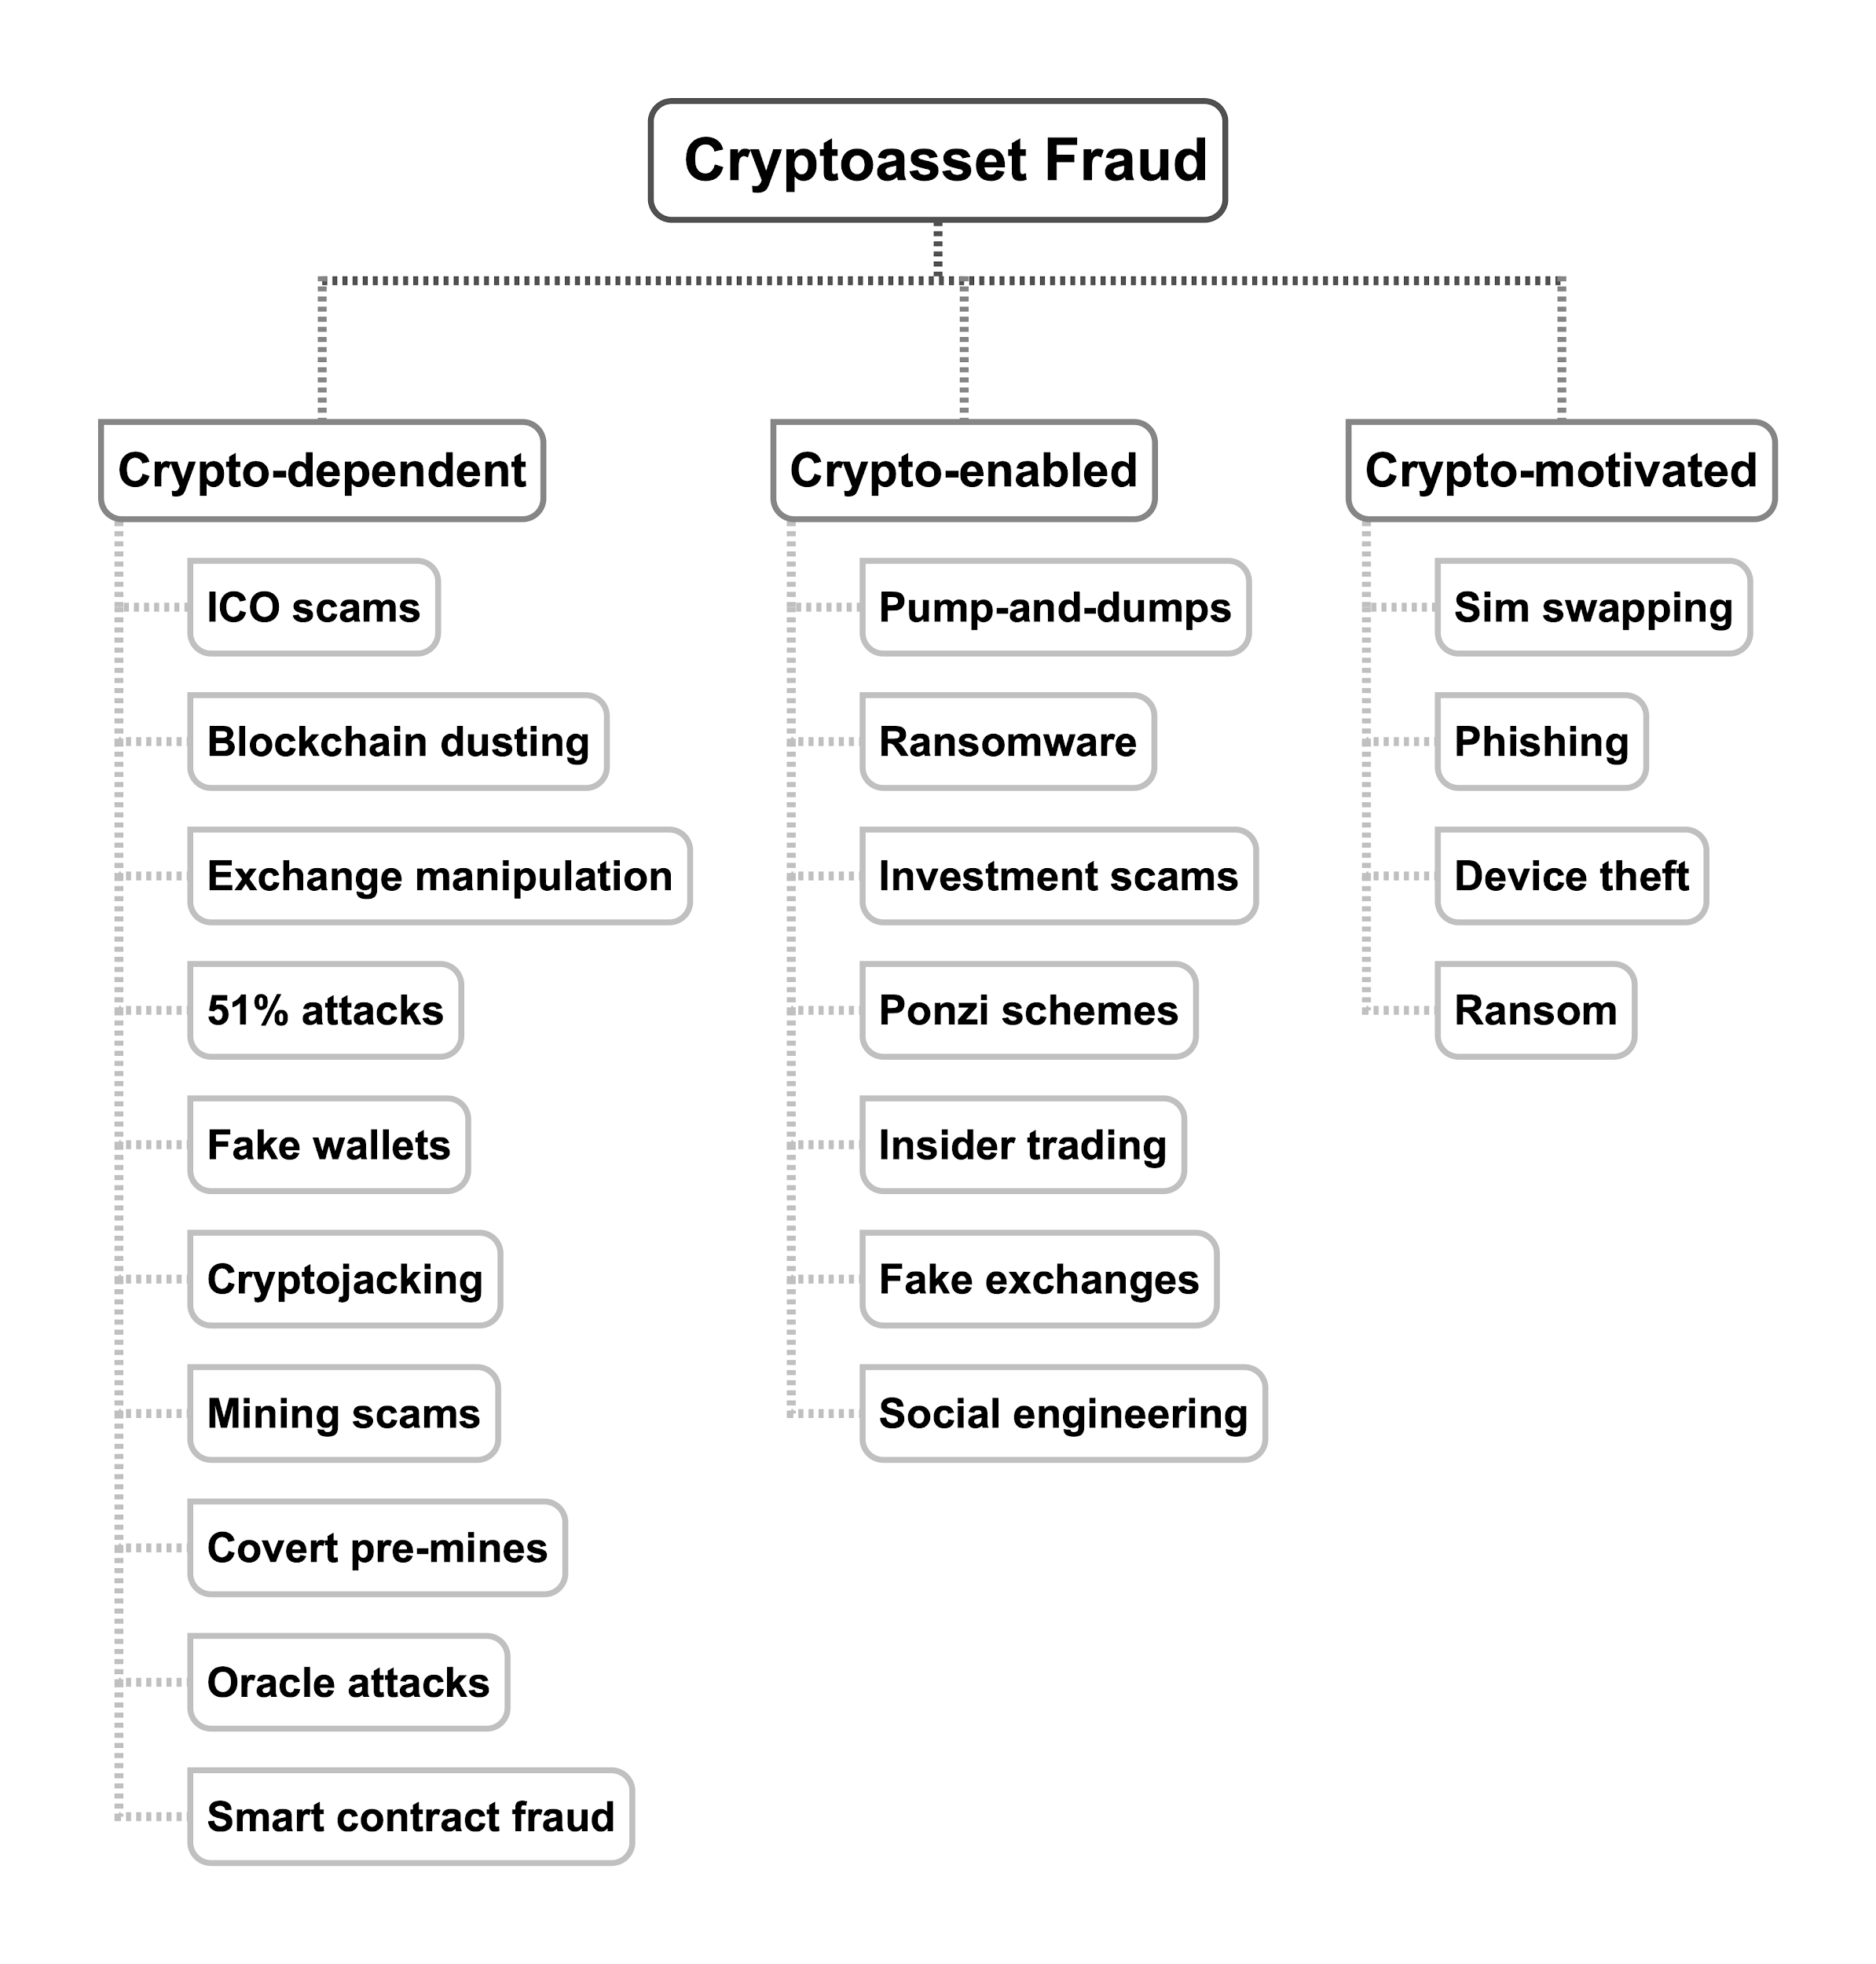 Cryptoasset Fraud
Crypto-dependent
ICO scams
Blockchain dusting
Exchange manipulation
51% attacks
Fake wallets
Cryptojacking
Mining scams
Covert pre-mines
Oracle attacks
Smart contract fraud
Crypto-enabled
Pump-and-dumps
Ransomware
Investment scams
Ponzi schemes
Insider trading
Fake exchanges
Social engineering
Crypto-motivated
Sim swapping
Phishing
Device theft
Ransom